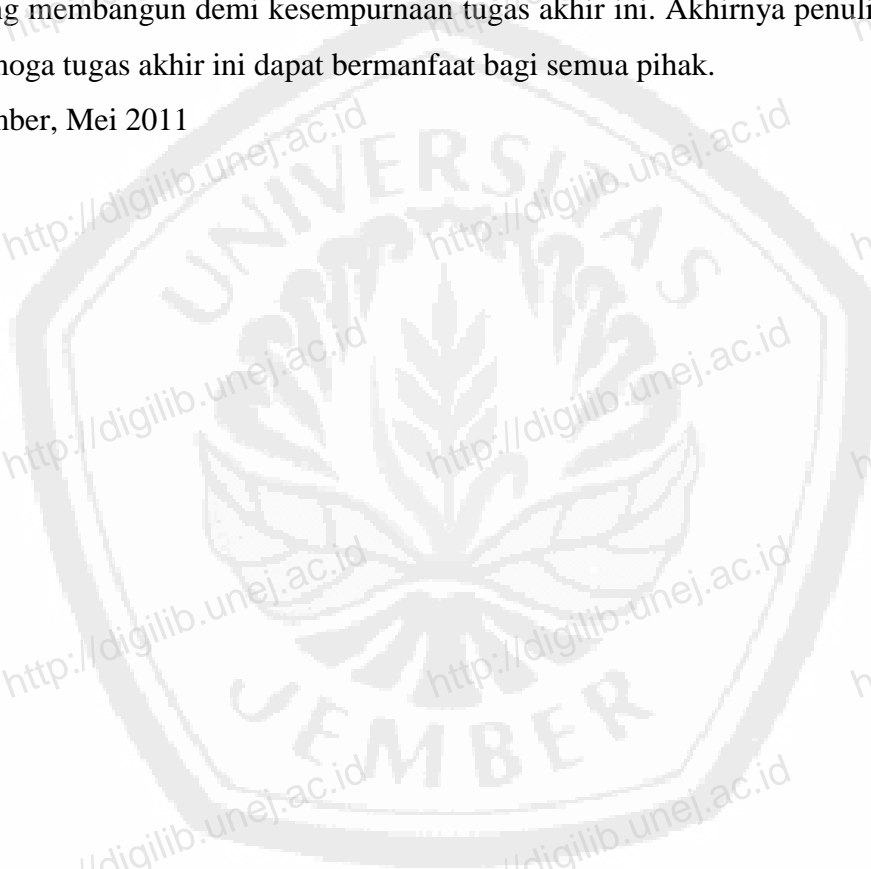 ng membangun demi kesempurnaan tugas akhir ini. Akhirnya penuli
noga tugas akhir ini dapat bermanfaat bagi semua pihak.
nber, Mei 2011
UNIVERSITAS
JEMBER
http://digilib.unej.ac.id
http://digilib.unej.ac.id
http://digilib.unej.ac.id
http://digilib.unej.ac.id
http://digilib.unej.ac.id
http://digilib.unej.ac.id
//digilib.unej.ac.id
//digilib.unej.ac.id